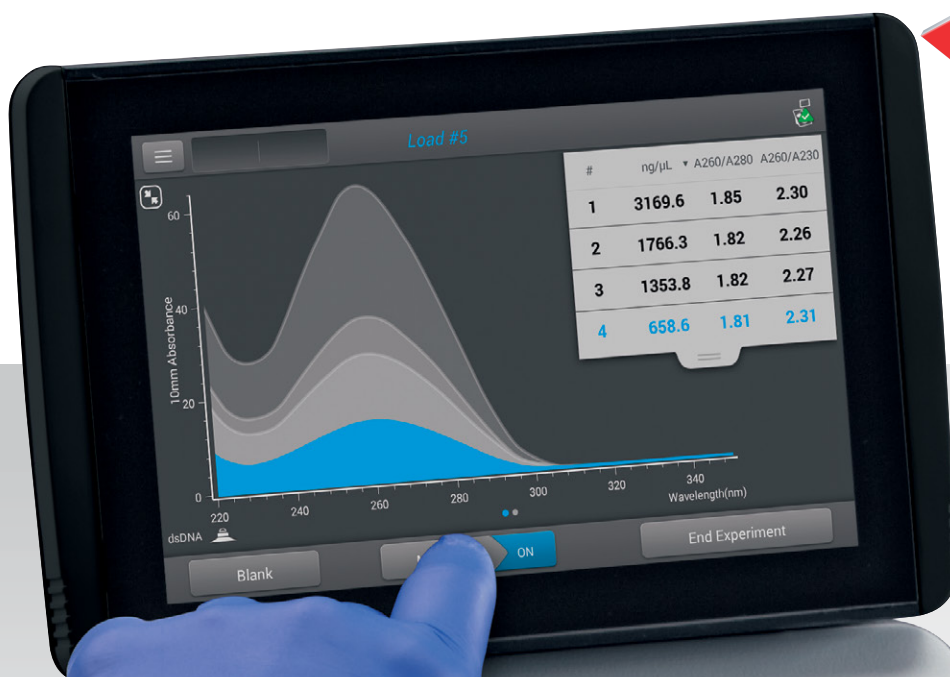 Load #5
# ng/µL ▼ A260/A280 A260/A230
1 3169.6 1.85 2.30
2 1766.3 1.82 2.26
3 1353.8 1.82 2.27
4 658.6 1.81 2.31
10mm Absorbance
60
40
20
0
220 240 260 280 300 320 340
Wavelength(nm)
dsDNA
Blank
ON
End Experiment